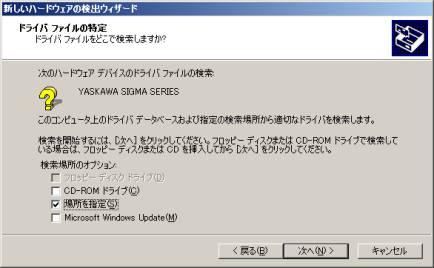 新しいハードウェアの検出ウィザード
ドライバ ファイルの特定
ドライバ ファイルをどこで検索しますか?
次のハードウェア デバイスのドライバ ファイルの検索:
YASKAWA SIGMA SERIES
このコンピュータ上のドライバ データベースおよび指定の検索場所から適切なドライバを検索します。
検索を開始するには、[次へ] をクリックしてください。フロッピー ディスクまたは CD-ROM ドライブで検索して
いる場合は、フロッピー ディスクまたは CD を挿入してから [次へ] をクリックしてください。
検索場所のオプション:
フロッピー ディスク ドライブ(D)
CD-ROM ドライブ(C)
場所を指定(S)
Microsoft Windows Update(M)
< 戻る(B) 次へ(N) > キャンセル